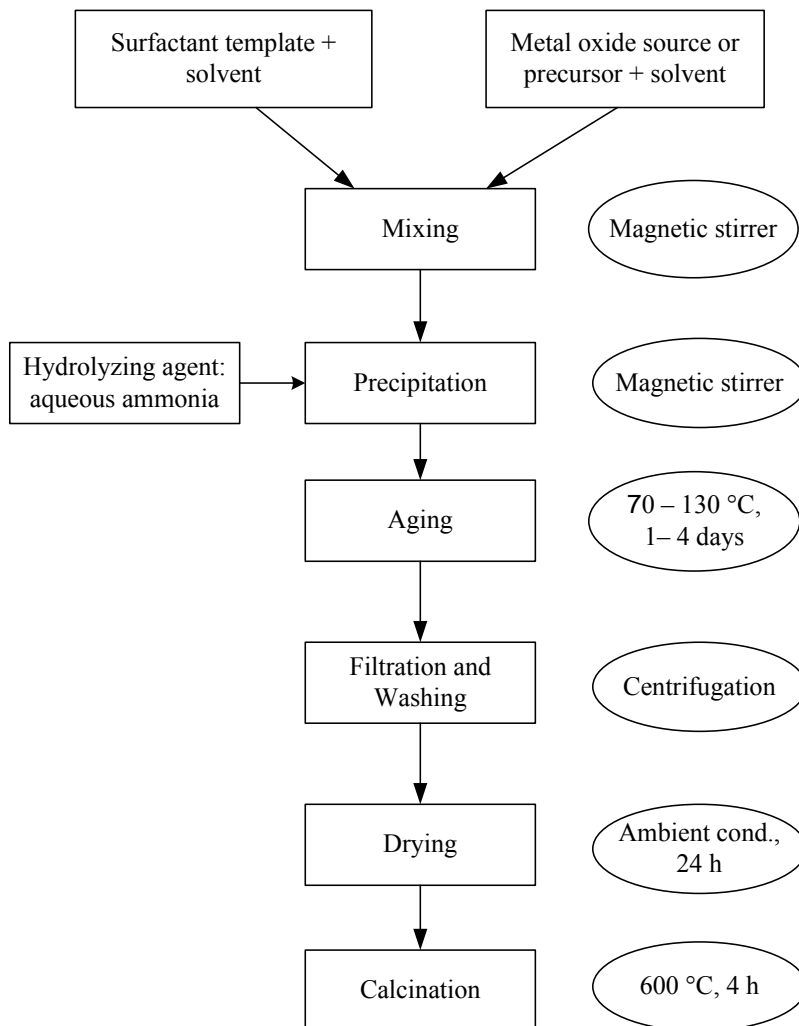 Surfactant template +
solvent
Metal oxide source or
precursor + solvent
Mixing
Magnetic stirrer
Hydrolyzing agent:
aqueous ammonia
Precipitation
Magnetic stirrer
Aging
70 – 130 °C,
1– 4 days
Filtration and
Washing
Centrifugation
Drying
Ambient cond.,
24 h
Calcination
600 °C, 4 h